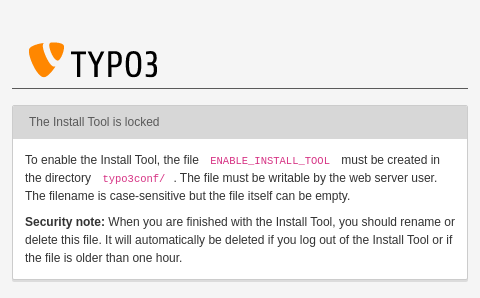 TYPO3
The Install Tool is locked
To enable the Install Tool, the file ENABLE_INSTALL_TOOL must be created in
the directory typo3conf/ . The file must be writable by the web server user.
The filename is case-sensitive but the file itself can be empty.
Security note: When you are finished with the Install Tool, you should rename or
delete this file. It will automatically be deleted if you log out of the Install Tool or if
the file is older than one hour.